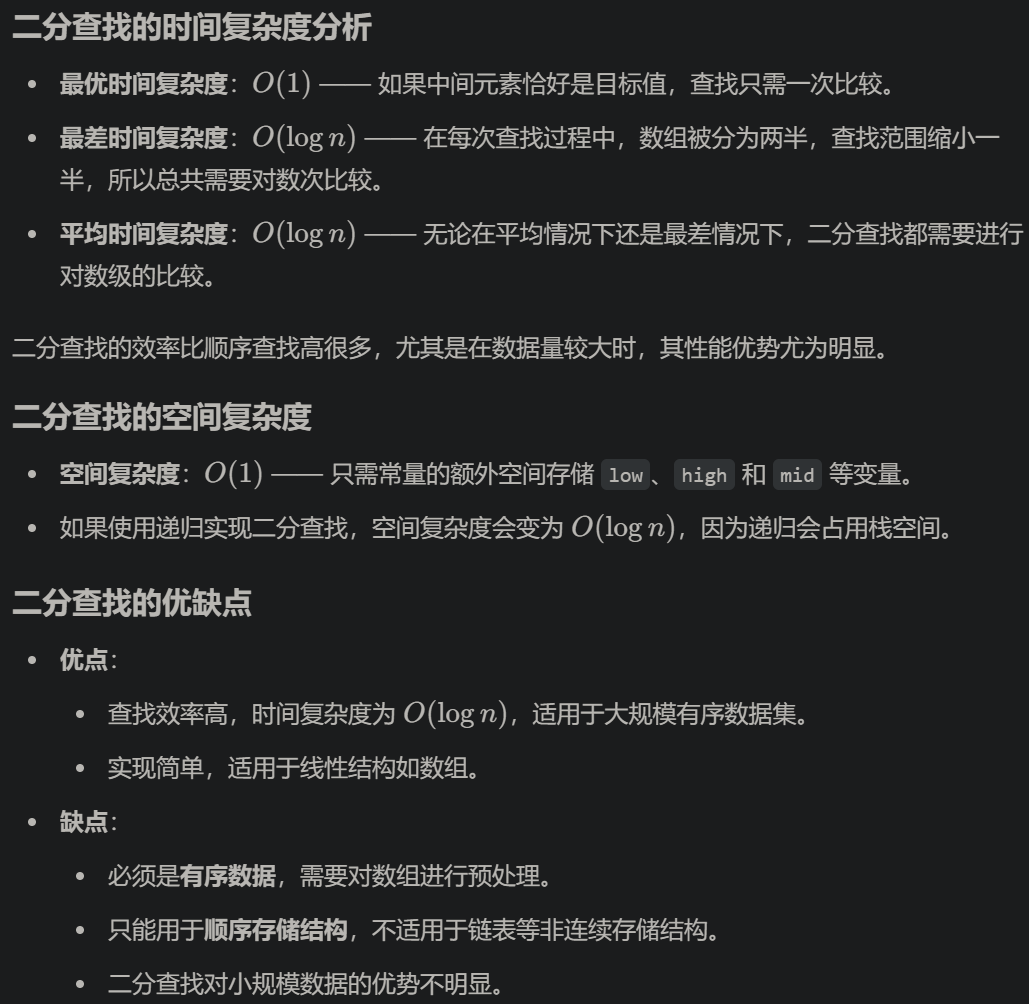 二分查找的时间复杂度分析
• 最优时间复杂度：O(1) —— 如果中间元素恰好是目标值，查找只需一次比较。
• 最差时间复杂度：O(log n) —— 在每次查找过程中，数组被分为两半，查找范围缩小一
半，所以总共需要对数次比较。
• 平均时间复杂度：O(log n) —— 无论在平均情况下还是最差情况下，二分查找都需要进行
对数级的比较。
二分查找的效率比顺序查找高很多，尤其是在数据量较大时，其性能优势尤为明显。
二分查找的空间复杂度
• 空间复杂度：O(1) —— 只需常量的额外空间存储 low、high 和 mid 等变量。
• 如果使用递归实现二分查找，空间复杂度会变为 O(log n)，因为递归会占用栈空间。
二分查找的优缺点
• 优点：
• 查找效率高，时间复杂度为 O(log n)，适用于大规模有序数据集。
• 实现简单，适用于线性结构如数组。
• 缺点：
• 必须是有序数据，需要对数组进行预处理。
• 只能用于顺序存储结构，不适用于链表等非连续存储结构。
• 二分查找对小规模数据的优势不明显。